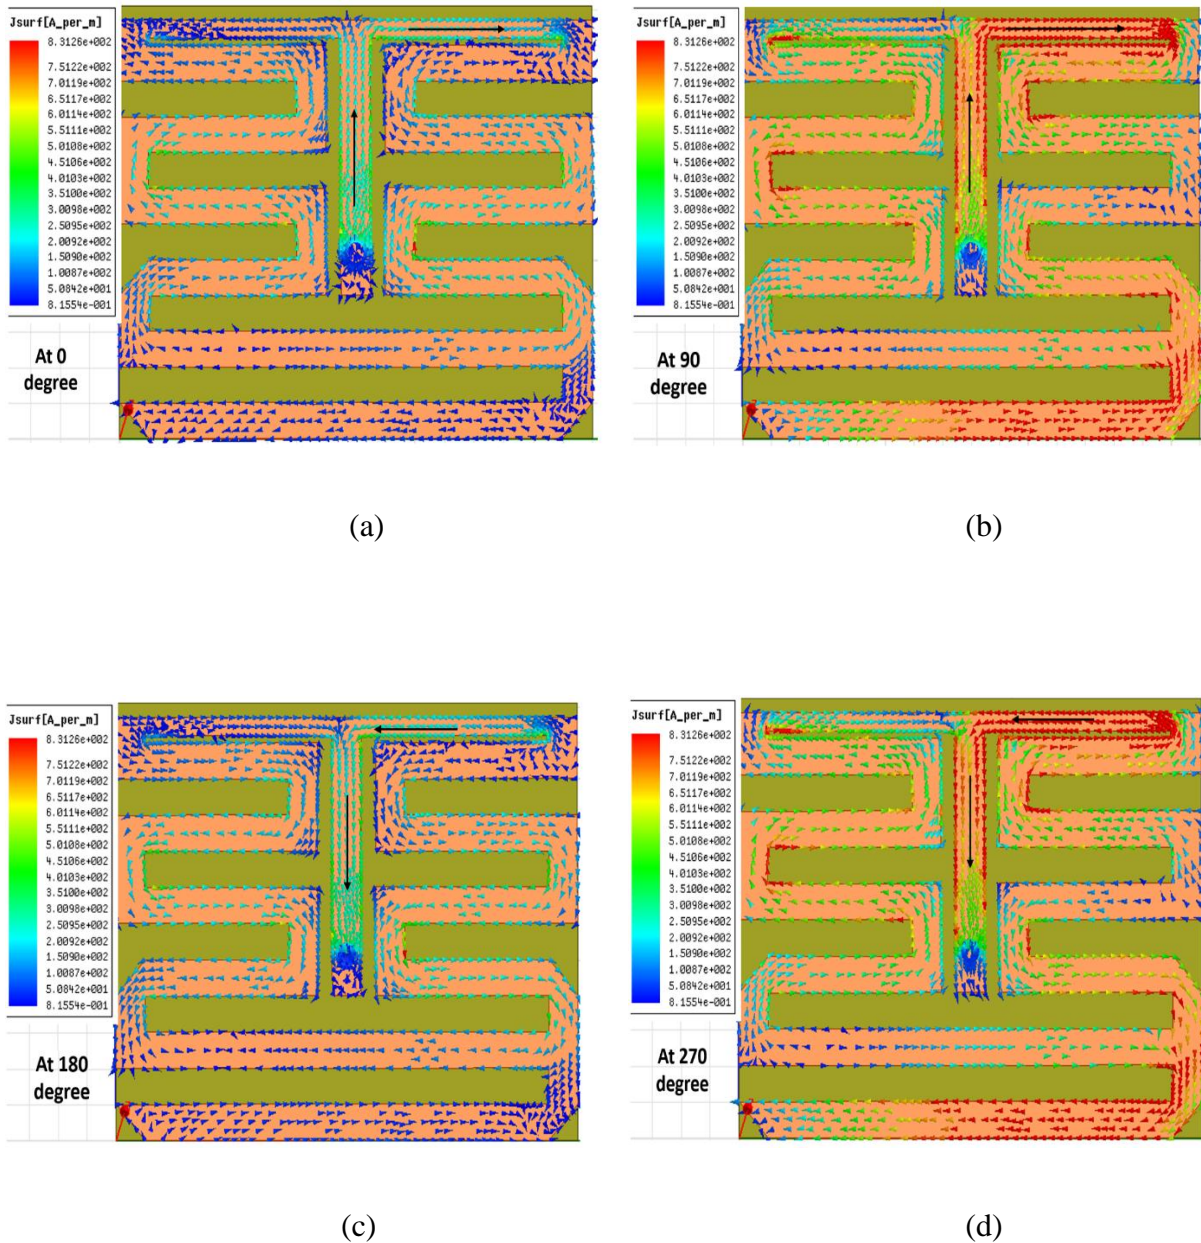 Jsurf[A_per_m]
8.3126e+002
7.5122e+002
7.0119e+002
6.5117e+002
6.0114e+002
5.5111e+002
5.0108e+002
4.5106e+002
4.0103e+002
3.5100e+002
3.0098e+002
2.5095e+002
2.0092e+002
1.5090e+002
1.0087e+002
5.0842e+001
8.1554e-001
At 0
degree
(a)
Jsurf[A_per_m]
8.3126e+002
7.5122e+002
7.0119e+002
6.5117e+002
6.0114e+002
5.5111e+002
5.0108e+002
4.5106e+002
4.0103e+002
3.5100e+002
3.0098e+002
2.5095e+002
2.0092e+002
1.5090e+002
1.0087e+002
5.0842e+001
8.1554e-001
At 90
degree
(b)
Jsurf[A_per_m]
8.3126e+002
7.5122e+002
7.0119e+002
6.5117e+002
6.0114e+002
5.5111e+002
5.0108e+002
4.5106e+002
4.0103e+002
3.5100e+002
3.0098e+002
2.5095e+002
2.0092e+002
1.5090e+002
1.0087e+002
5.0842e+001
8.1554e-001
At 180
degree
(c)
Jsurf[A_per_m]
8.3126e+002
7.5122e+002
7.0119e+002
6.5117e+002
6.0114e+002
5.5111e+002
5.0108e+002
4.5106e+002
4.0103e+002
3.5100e+002
3.0098e+002
2.5095e+002
2.0092e+002
1.5090e+002
1.0087e+002
5.0842e+001
8.1554e-001
At 270
degree
(d)